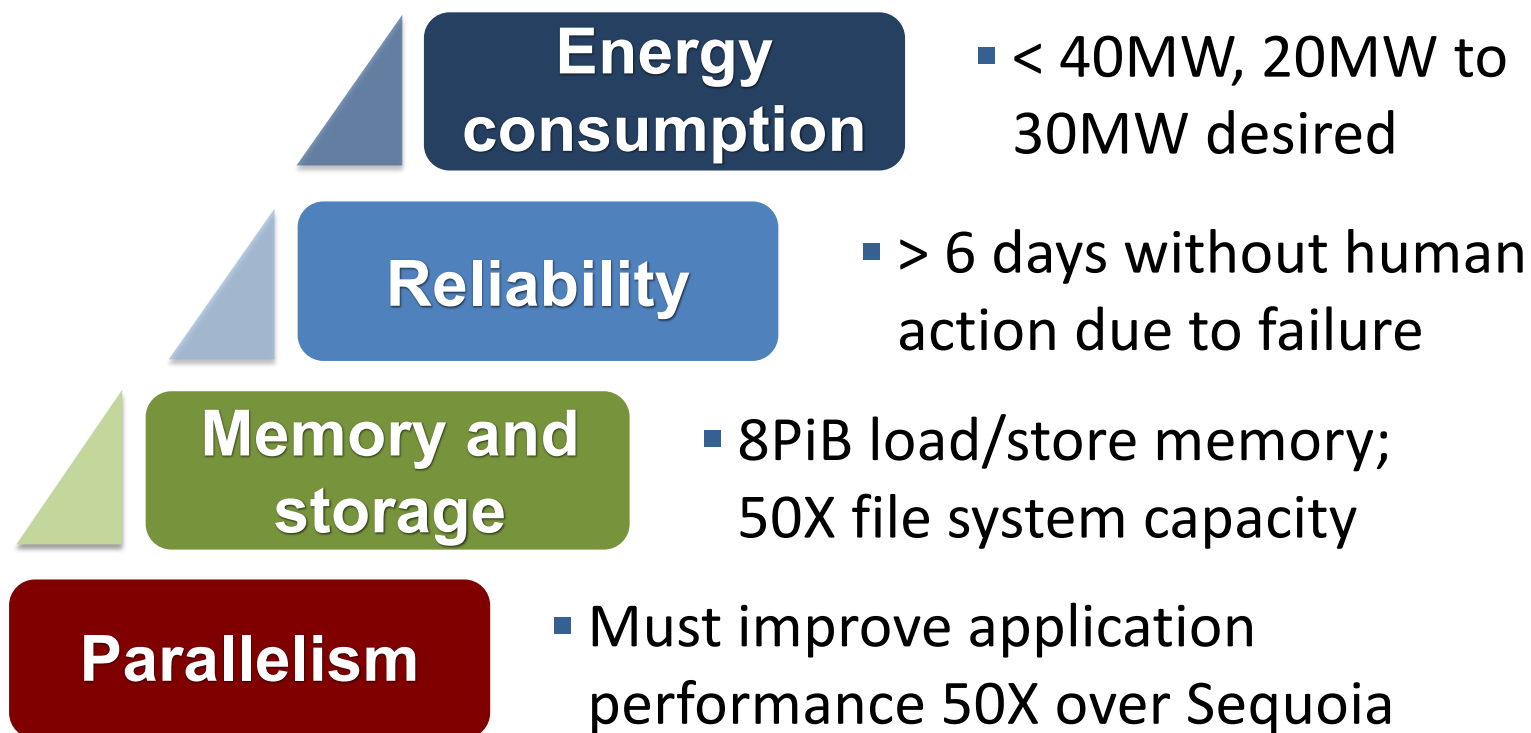 Energy
consumption
▪ < 40MW, 20MW to
30MW desired
Reliability
▪ > 6 days without human
action due to failure
Memory and
storage
▪ 8PiB load/store memory;
50X file system capacity
Parallelism
▪ Must improve application
performance 50X over Sequoia